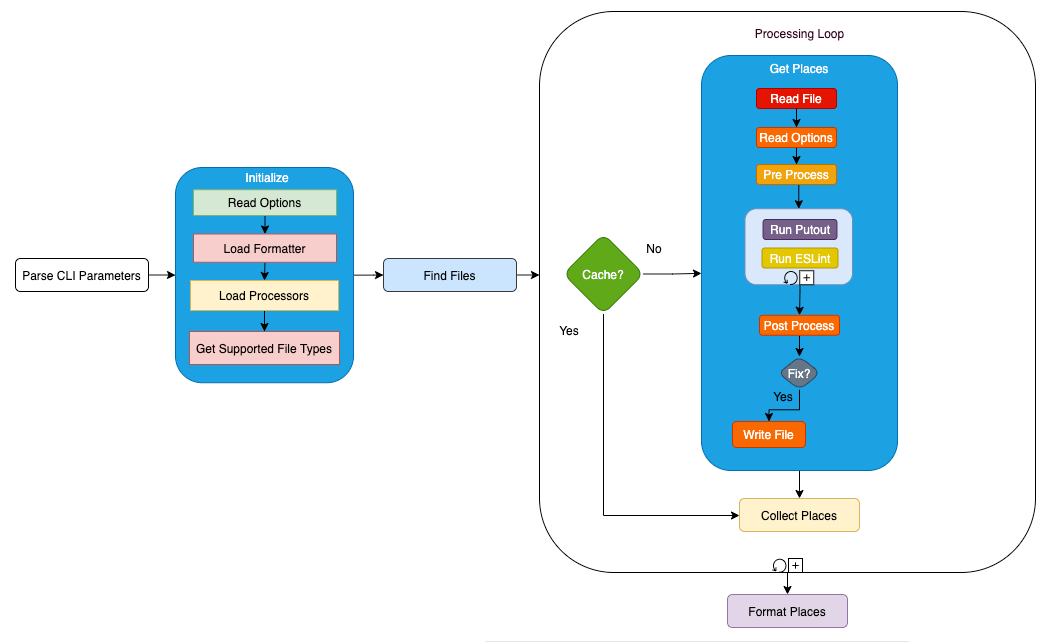 Parse CLI Parameters
Initialize
Read Options
Load Formatter
Load Processors
Get Supported File Types
Find Files
Processing Loop
Cache?
No
Yes
Get Places
Read File
Read Options
Pre Process
Run Putout
Run ESLint
Post Process
Fix?
Yes
Write File
Collect Places
Format Places